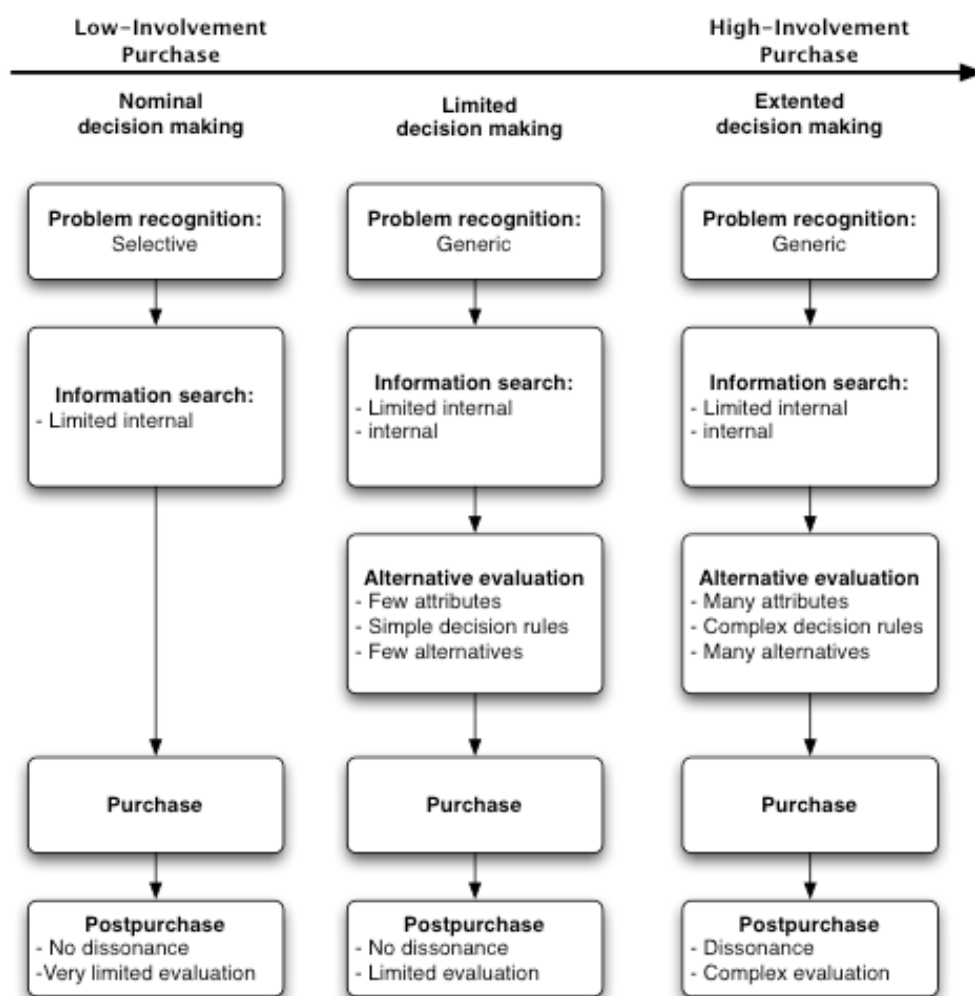 Low-Involvement
Purchase
High-Involvement
Purchase
Nominal
decision making
Limited
decision making
Extented
decision making
Problem recognition:
Selective
Problem recognition:
Generic
Problem recognition:
Generic
Information search:
- Limited internal
Information search:
- Limited internal
- internal
Information search:
- Limited internal
- internal
Alternative evaluation
- Few attributes
- Simple decision rules
- Few alternatives
Alternative evaluation
- Many attributes
- Complex decision rules
- Many alternatives
Purchase
Purchase
Purchase
Postpurchase
- No dissonance
-Very limited evaluation
Postpurchase
- No dissonance
- Limited evaluation
Postpurchase
- Dissonance
- Complex evaluation